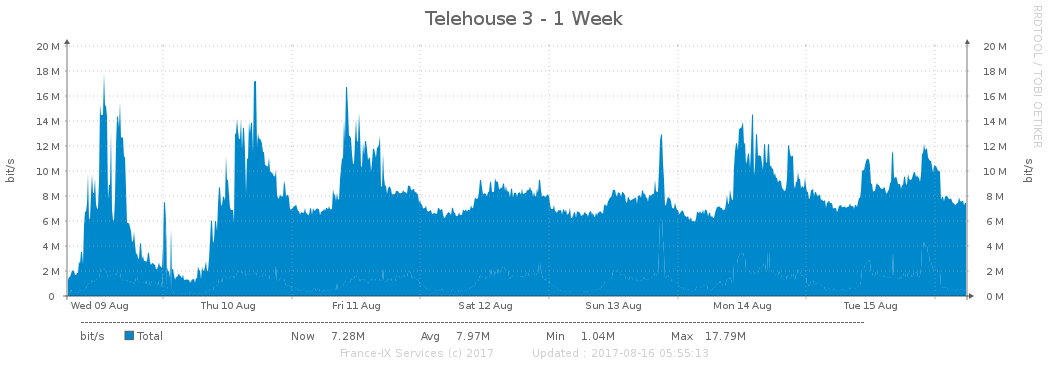 Telehouse 3 - 1 Week
RRDTOOL / TOBI OETIKER
20 M 20 M
18 M 18 M
16 M 16 M
14 M 14 M
12 M 12 M
10 M 10 M
8 M 8 M
6 M 6 M
4 M 4 M
2 M 2 M
0 0 M
bit/s
bit/s
Wed 09 Aug Thu 10 Aug Fri 11 Aug Sat 12 Aug Sun 13 Aug Mon 14 Aug Tue 15 Aug
bit/s Total Now 7.28M Avg 7.97M Min 1.04M Max 17.79M
France-IX Services (c) 2017 Updated : 2017-08-16 05:55:13